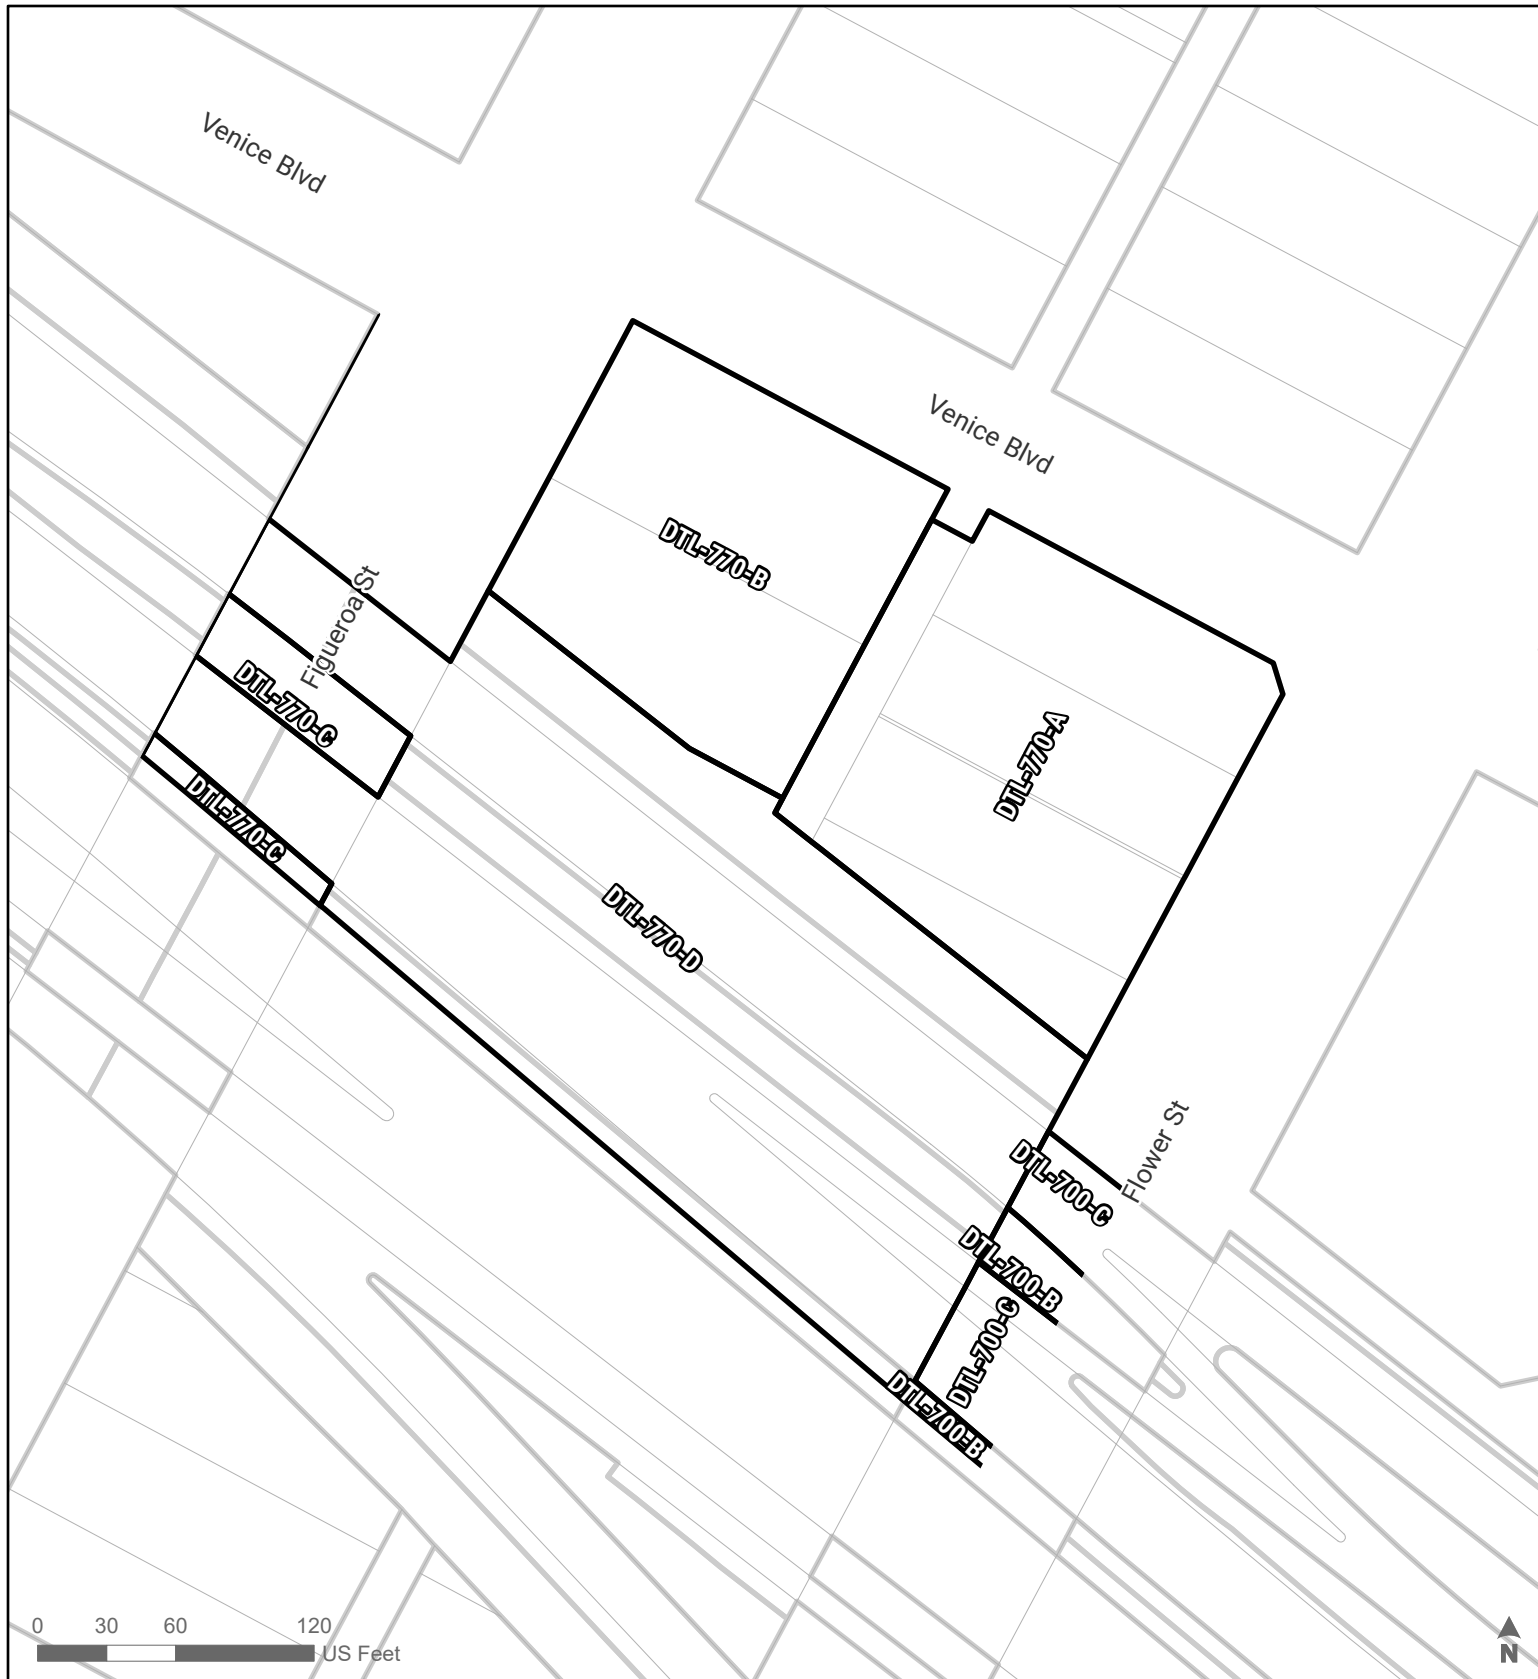 Venice Blvd
Venice Blvd
DTL-770-B
Figueroa St
DTL-770-C
DTL-770-A
DTL-770-C
DTL-770-D
Flower St
DTL-700-C
DTL-700-B
DTL-700-C
DTL-700-B
0 30 60 120
US Feet
N